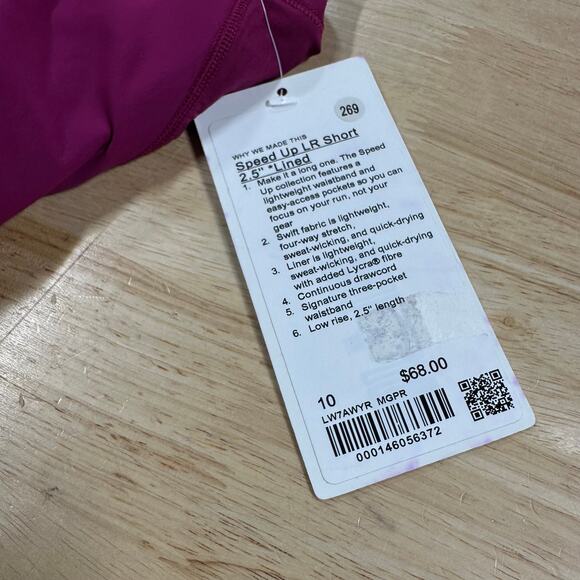 269
WHY WE MADE THIS
Speed Up LR Short
2.5" *Lined
1. Make it a long one. The Speed
Up collection features a
lightweight waistband and
easy-access pockets so you can
focus on your run, not your
gear
2. Swift fabric is lightweight,
four-way stretch,
sweat-wicking, and quick-drying
3. Liner is lightweight,
sweat-wicking, and quick-drying
with added Lycra® fibre
4. Continuous drawcord
5. Signature three-pocket
waistband
6. Low rise, 2.5" length
10 $68.00
LW7AWYR MGPR
000146056372